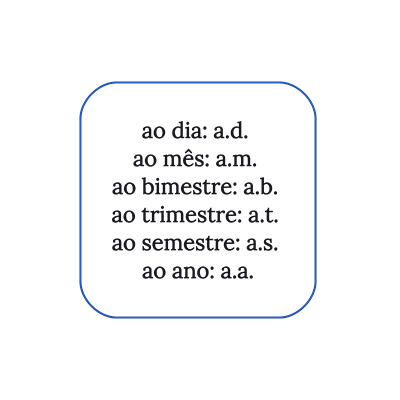 ao dia: a.d.
ao mês: a.m.
ao bimestre: a.b.
ao trimestre: a.t.
ao semestre: a.s.
ao ano: a.a.